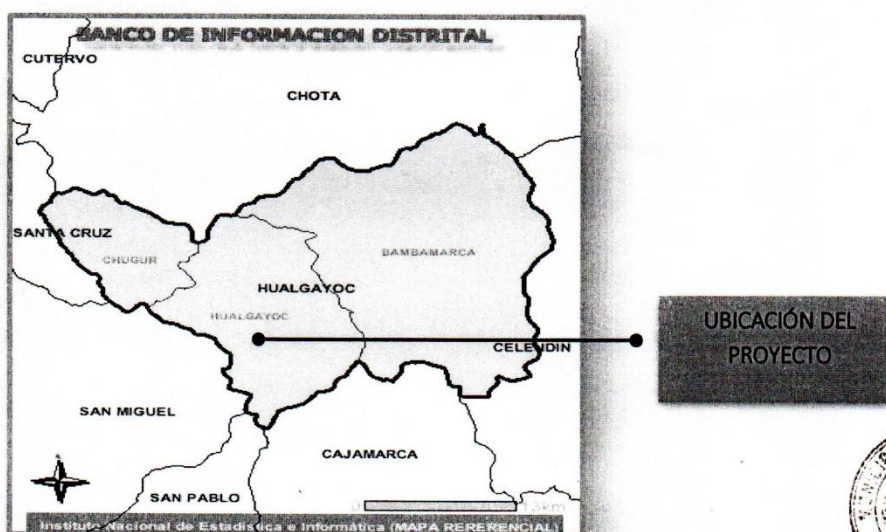 BANCO DE INFORMACION DISTRITAL
CUTERVO
CHOTA
SANTA CRUZ
CHUGUR
BAMBAMARCA
HUALGAYOC
HUALGAYOC
CELENDIN
UBICACIÓN DEL
PROYECTO
SAN MIGUEL
CAJAMARCA
SAN PABLO
Instituto Nacional de Estadística e Informática (MAPA RERERENCIAL)